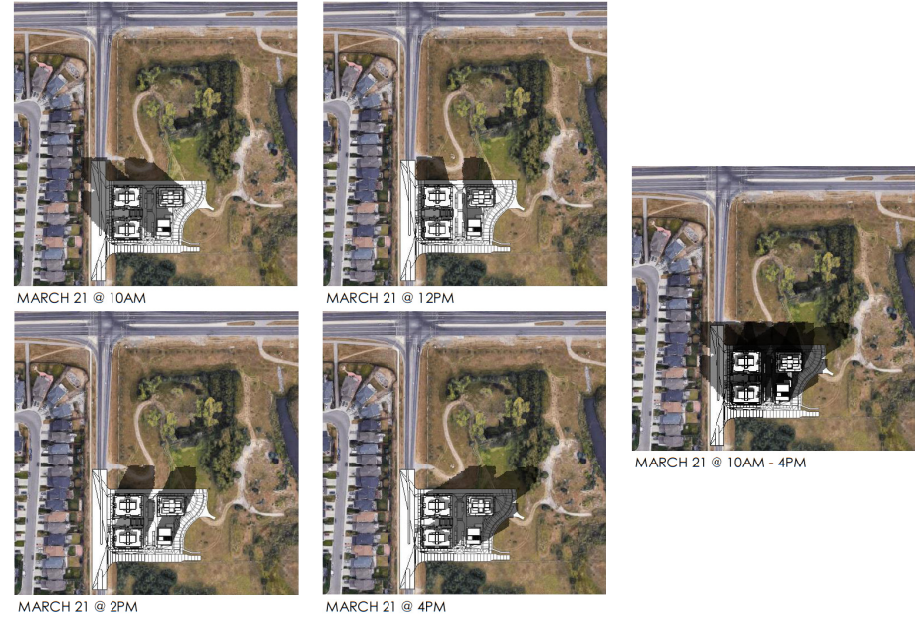 MARCH 21 @ 10AM
MARCH 21 @ 12PM
MARCH 21 @ 10AM - 4PM
MARCH 21 @ 2PM
MARCH 21 @ 4PM